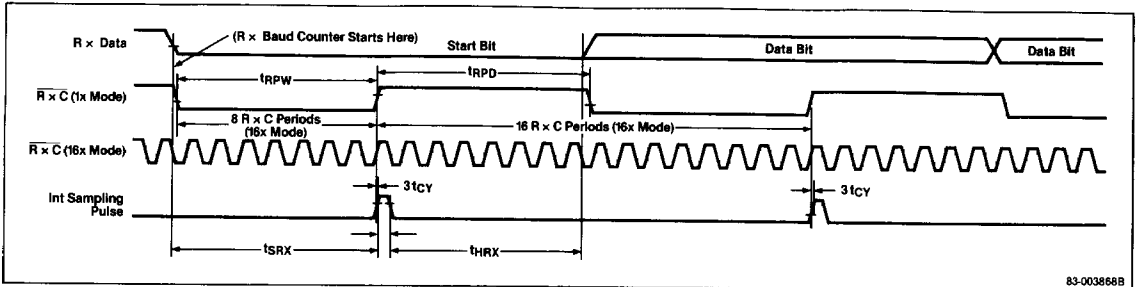 (R × Baud Counter Starts Here)
R × Data
Start Bit
Data Bit
Data Bit
tRPW
tRPD
R × C (1x Mode)
8 R × C Periods
(16x Mode)
16 R × C Periods (16x Mode)
R × C (16x Mode)
3tCY
3tCY
Int Sampling
Pulse
tSRX
tHRX
83-003868B